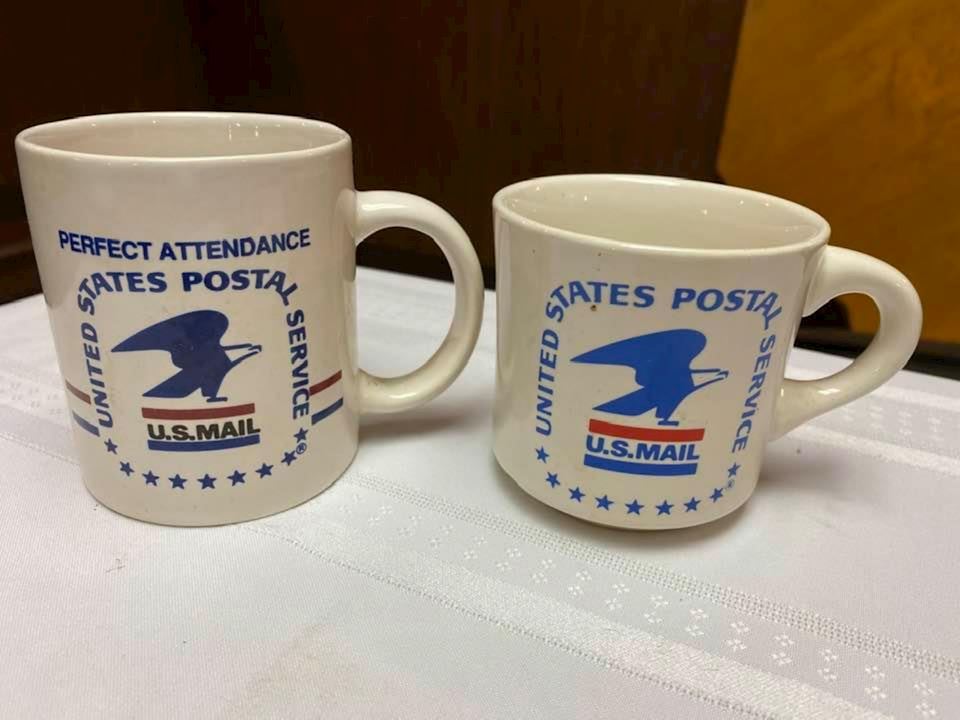 PERFECT ATTENDANCE
UNITED STATES POSTAL SERVICE
U.S.MAIL
®
UNITED STATES POSTAL SERVICE
U.S.MAIL
®